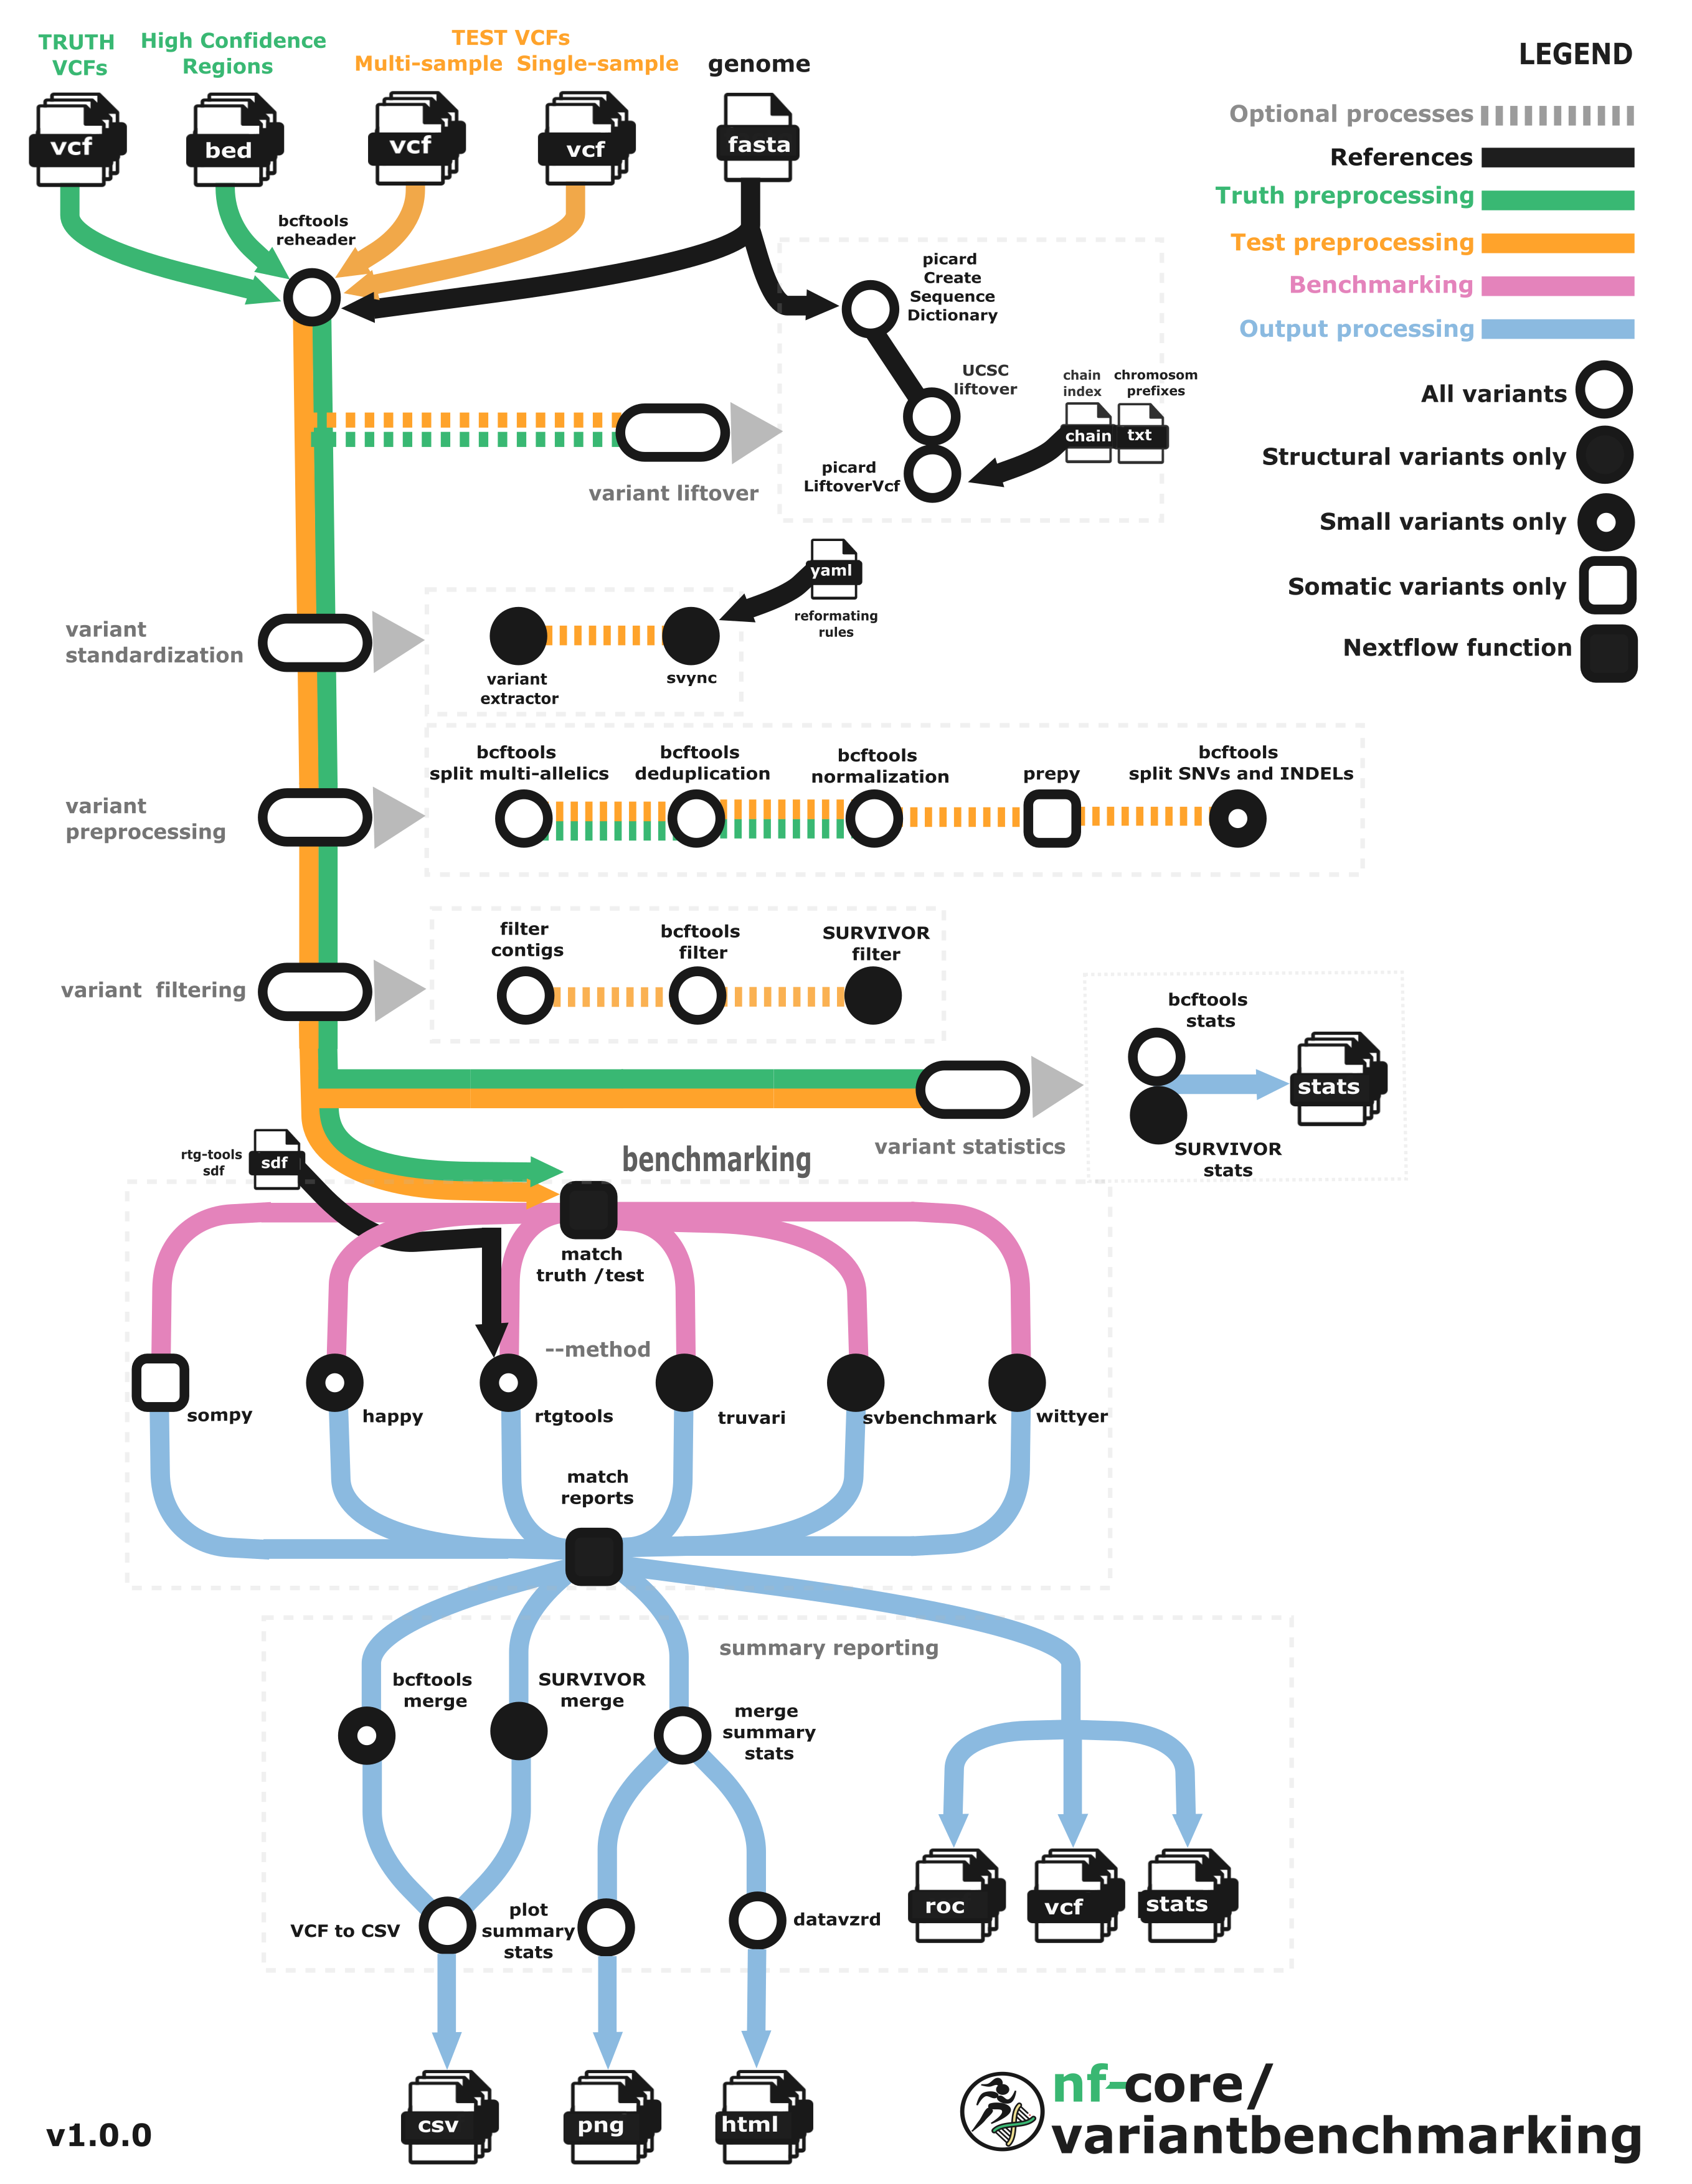 TRUTH
VCFs
High Confidence
Regions
TEST VCFs
Multi-sample Single-sample
genome
vcf
bed
vcf
vcf
fasta
LEGEND
Optional processes
References
Truth preprocessing
Test preprocessing
Benchmarking
Output processing
All variants
Structural variants only
Small variants only
Somatic variants only
Nextflow function
bcftools
reheader
picard
Create
Sequence
Dictionary
UCSC
liftover
chain
index
chromosom
prefixes
chain
txt
picard
LiftoverVcf
variant liftover
yaml
reformating
rules
variant
standardization
variant
extractor
svync
variant
preprocessing
bcftools
split multi-allelics
bcftools
deduplication
bcftools
normalization
prepy
bcftools
split SNVs and INDELs
variant filtering
filter
contigs
bcftools
filter
SURVIVOR
filter
variant statistics
bcftools
stats
stats
SURVIVOR
stats
rtg-tools
sdf
sdf
benchmarking
match
truth /test
--method
sompy
happy
rtgtools
truvari
svbenchmark
wittyer
match
reports
summary reporting
bcftools
merge
SURVIVOR
merge
merge
summary
stats
VCF to CSV
plot
summary
stats
datavzrd
roc
vcf
stats
csv
png
html
v1.0.0
nf-core/
variantbenchmarking